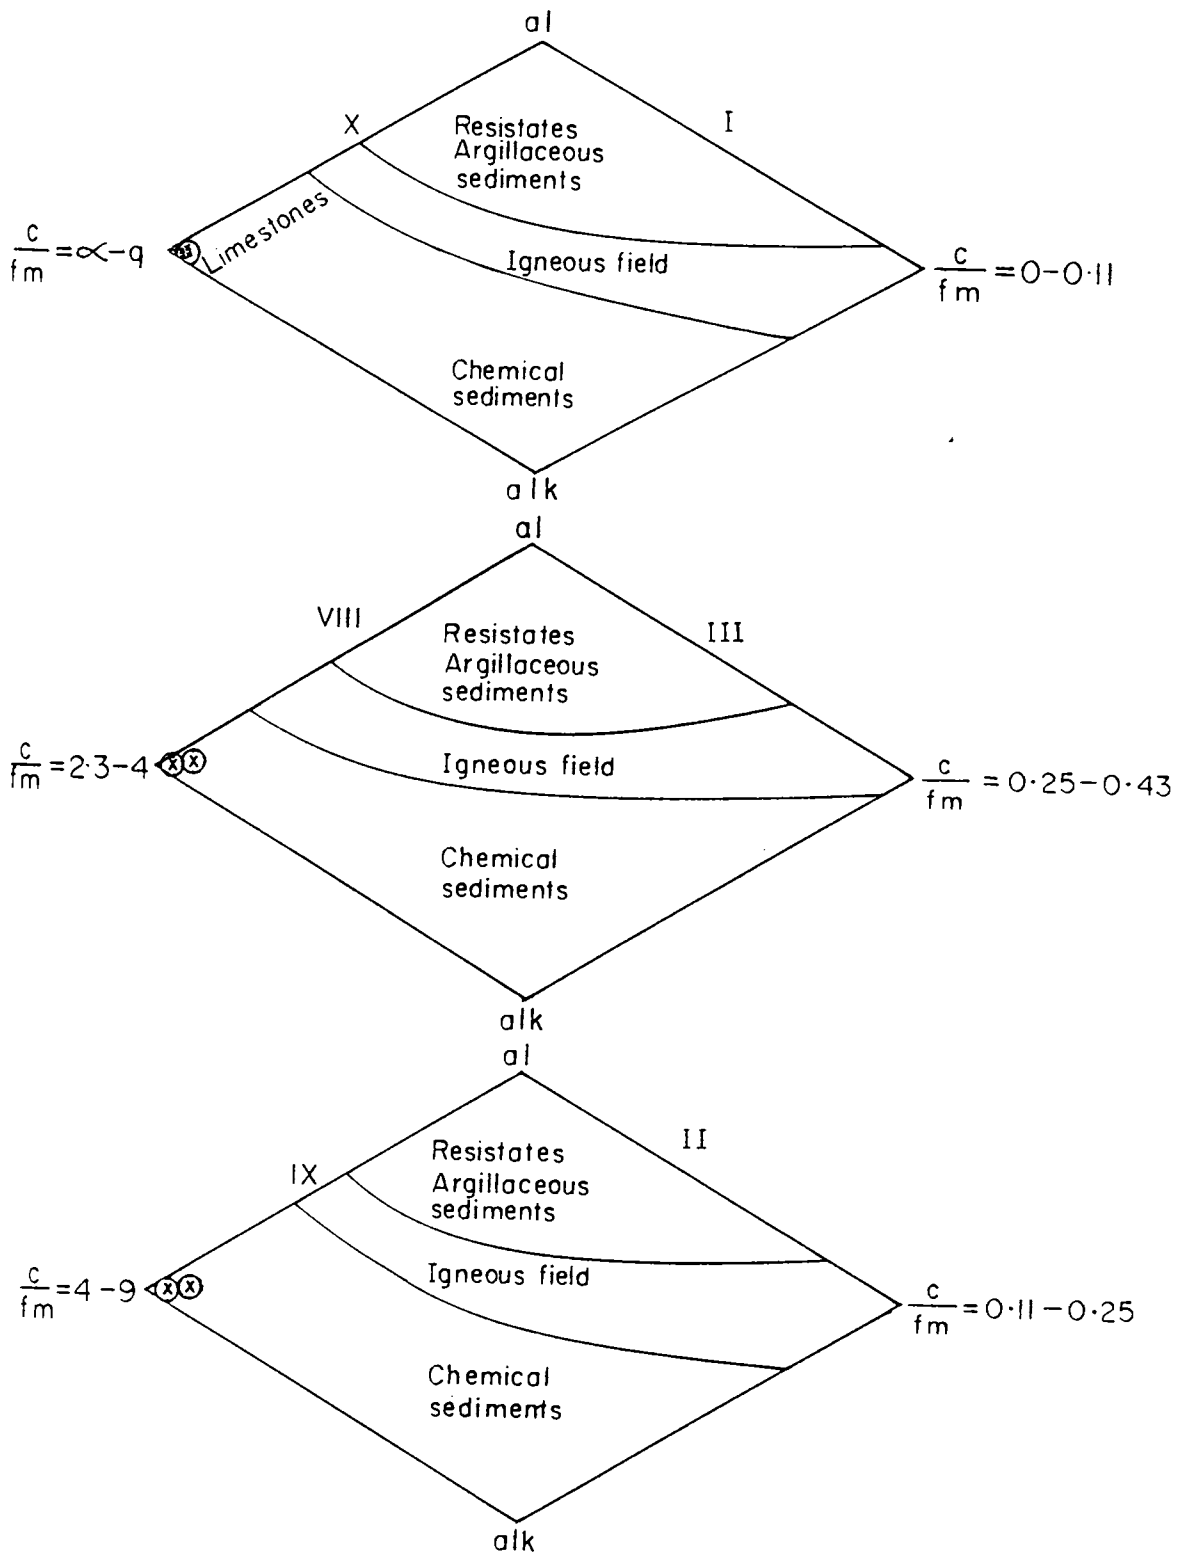 al
X
I
Resistates
Argillaceous
sediments
Limestones
c/fm = ∝-9
Igneous field
c/fm = 0-0·11
Chemical
sediments
alk
al
VIII
III
Resistates
Argillaceous
sediments
c/fm = 2·3-4
x x
Igneous field
c/fm = 0·25-0·43
Chemical
sediments
alk
al
IX
II
Resistates
Argillaceous
sediments
c/fm = 4-9
x x
Igneous field
c/fm = 0·11-0·25
Chemical
sediments
alk